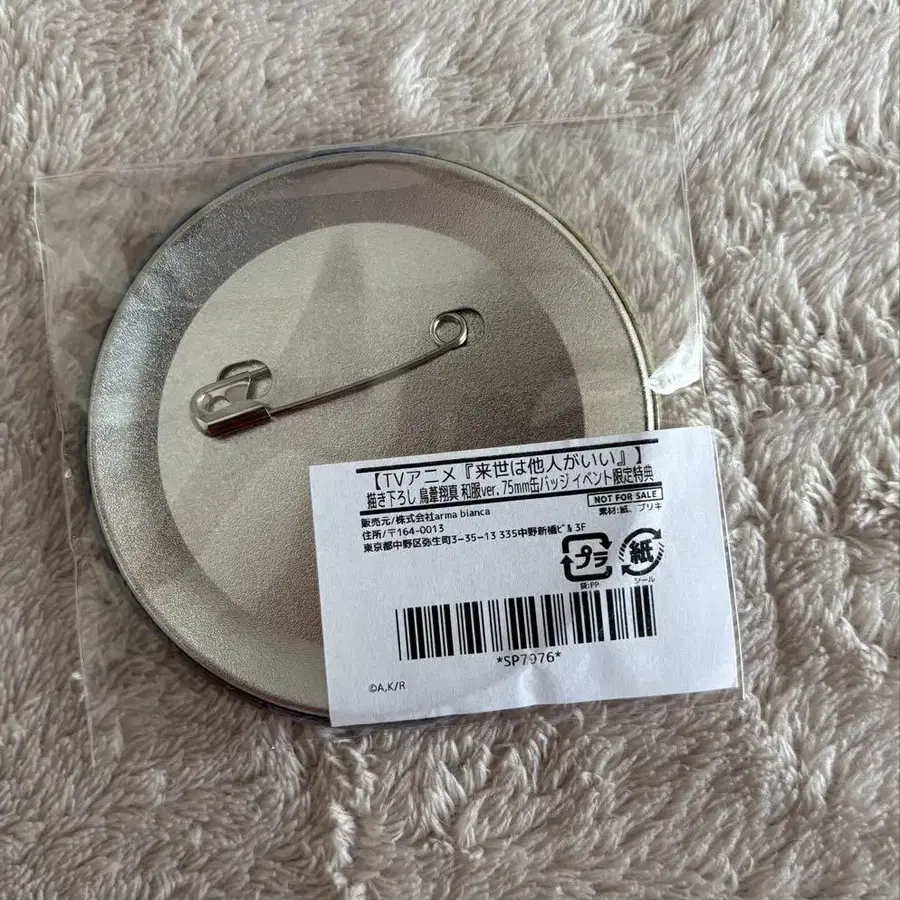 【TVアニメ『来世は他人がいい』】
描き下ろし 鳥葦翔真 和服ver. 75mm缶バッジ イベント限定特典
NOT FOR SALE
販売元/株式会社arma bianca
素材:紙、ブリキ
住所/〒164-0013
東京都中野区弥生町3-35-13 335中野新橋ﾋﾞﾙ 3F
プラ
紙
袋:PP
シール
*SP7976*
©A,K/R